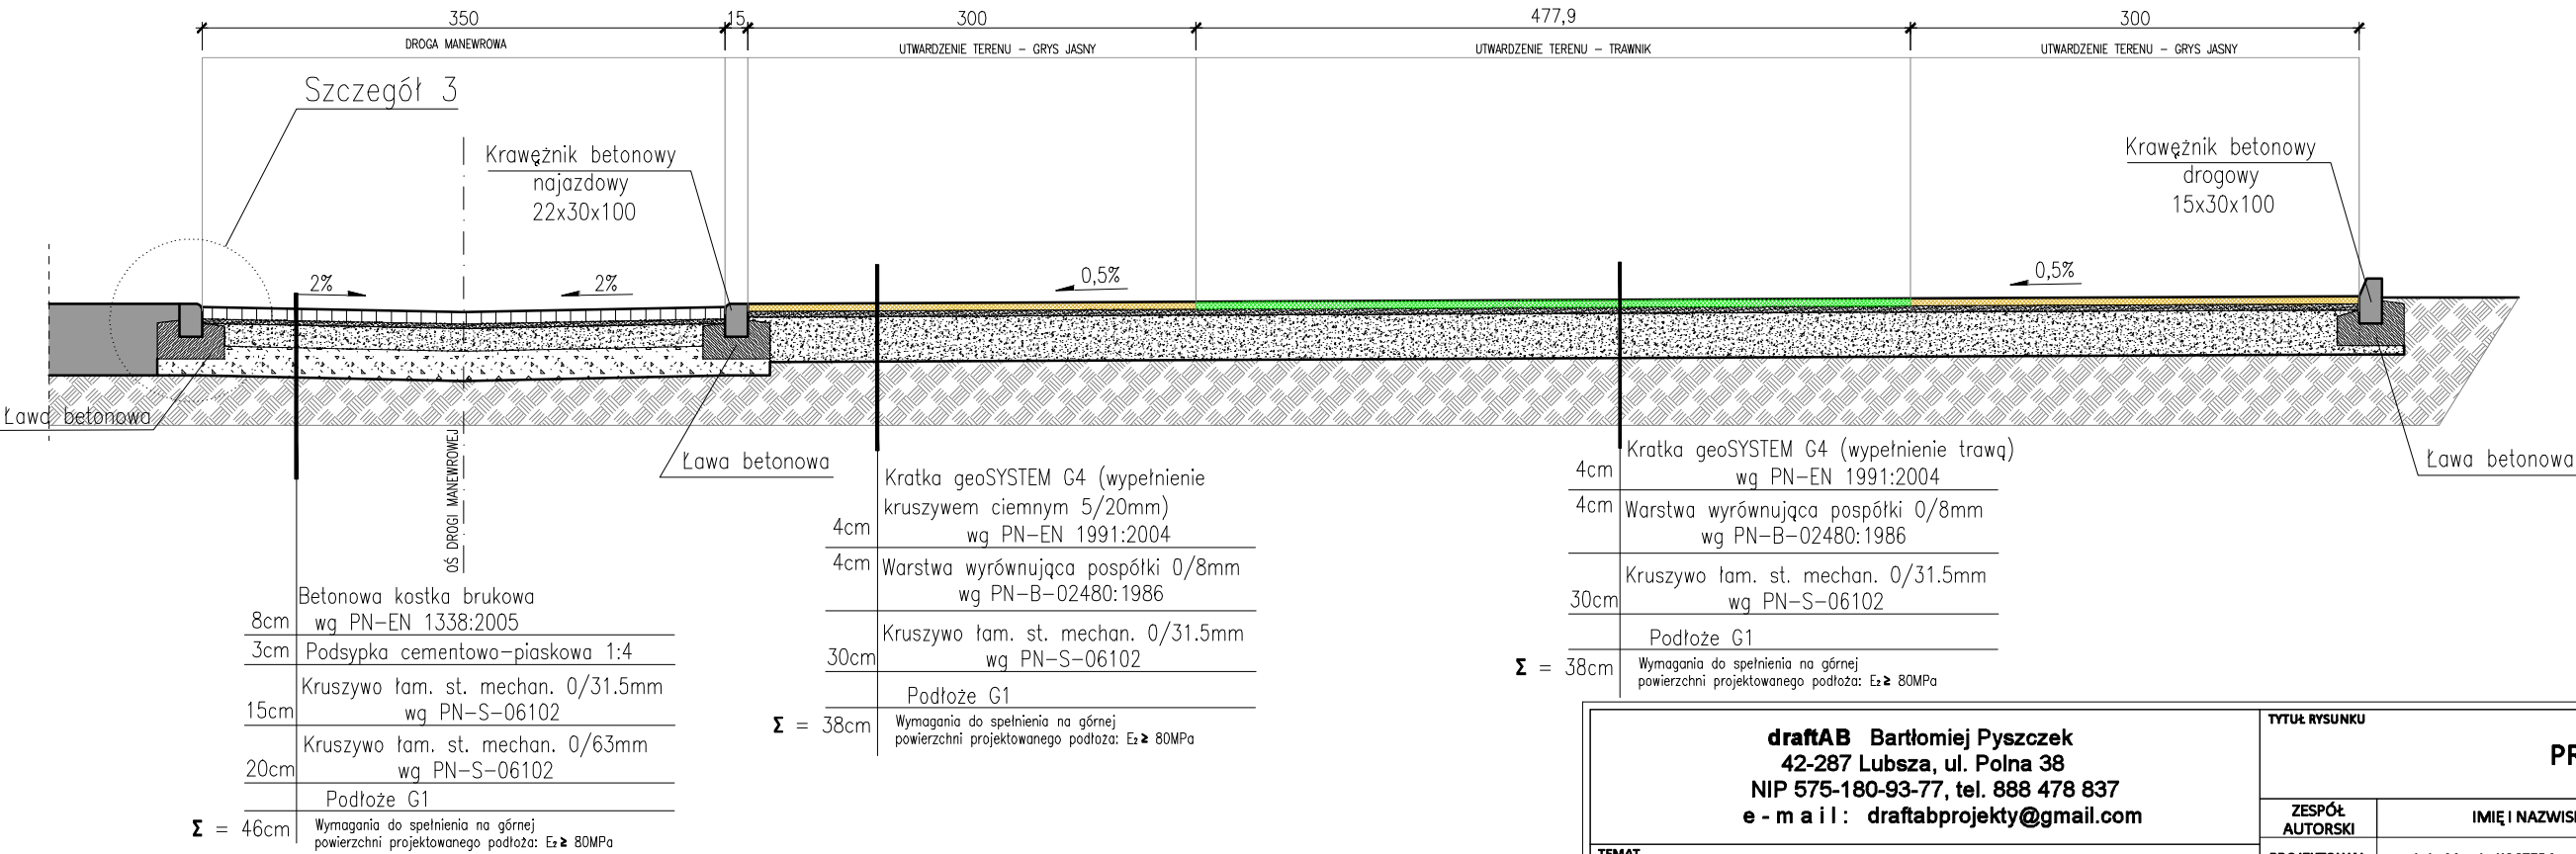 350
15
300
477,9
300
DROGA MANEWROWA
UTWARDZENIE TERENU – GRYS JASNY
UTWARDZENIE TERENU – TRAWNIK
UTWARDZENIE TERENU – GRYS JASNY
Szczegół 3
Krawężnik betonowy
najazdowy
22x30x100
Krawężnik betonowy
drogowy
15x30x100
2%
2%
0,5%
0,5%
Ława betonowa
Ława betonowa
Ława betonowa
OŚ DROGI MANEWROWEJ
Betonowa kostka brukowa
8cm wg PN–EN 1338:2005
3cm Podsypka cementowo–piaskowa 1:4
Kruszywo łam. st. mechan. 0/31.5mm
15cm wg PN–S–06102
Kruszywo łam. st. mechan. 0/63mm
20cm wg PN–S–06102
Podłoże G1
Σ = 46cm Wymagania do spełnienia na górnej
powierzchni projektowanego podłoża: E2 ≥ 80MPa
Kratka geoSYSTEM G4 (wypełnienie
kruszywem ciemnym 5/20mm)
4cm wg PN–EN 1991:2004
4cm Warstwa wyrównująca pospółki 0/8mm
wg PN–B–02480:1986
Kruszywo łam. st. mechan. 0/31.5mm
30cm wg PN–S–06102
Podłoże G1
Σ = 38cm Wymagania do spełnienia na górnej
powierzchni projektowanego podłoża: E2 ≥ 80MPa
Kratka geoSYSTEM G4 (wypełnienie trawą)
4cm wg PN–EN 1991:2004
4cm Warstwa wyrównująca pospółki 0/8mm
wg PN–B–02480:1986
Kruszywo łam. st. mechan. 0/31.5mm
30cm wg PN–S–06102
Podłoże G1
Σ = 38cm Wymagania do spełnienia na górnej
powierzchni projektowanego podłoża: E2 ≥ 80MPa
draftAB Bartłomiej Pyszczek
42-287 Lubsza, ul. Polna 38
NIP 575-180-93-77, tel. 888 478 837
e - m a i l : draftabprojekty@gmail.com
TEMAT
TYTUŁ RYSUNKU
PR
ZESPÓŁ
AUTORSKI
IMIĘ I NAZWIS